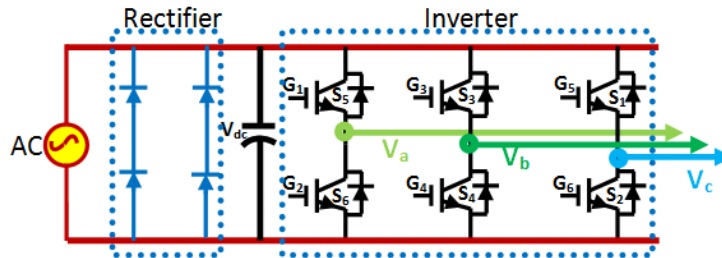 Rectifier
Inverter
AC
Vdc
G1
S5
G3
S3
G5
S1
Va
Vb
Vc
G2
S6
G4
S4
G6
S2